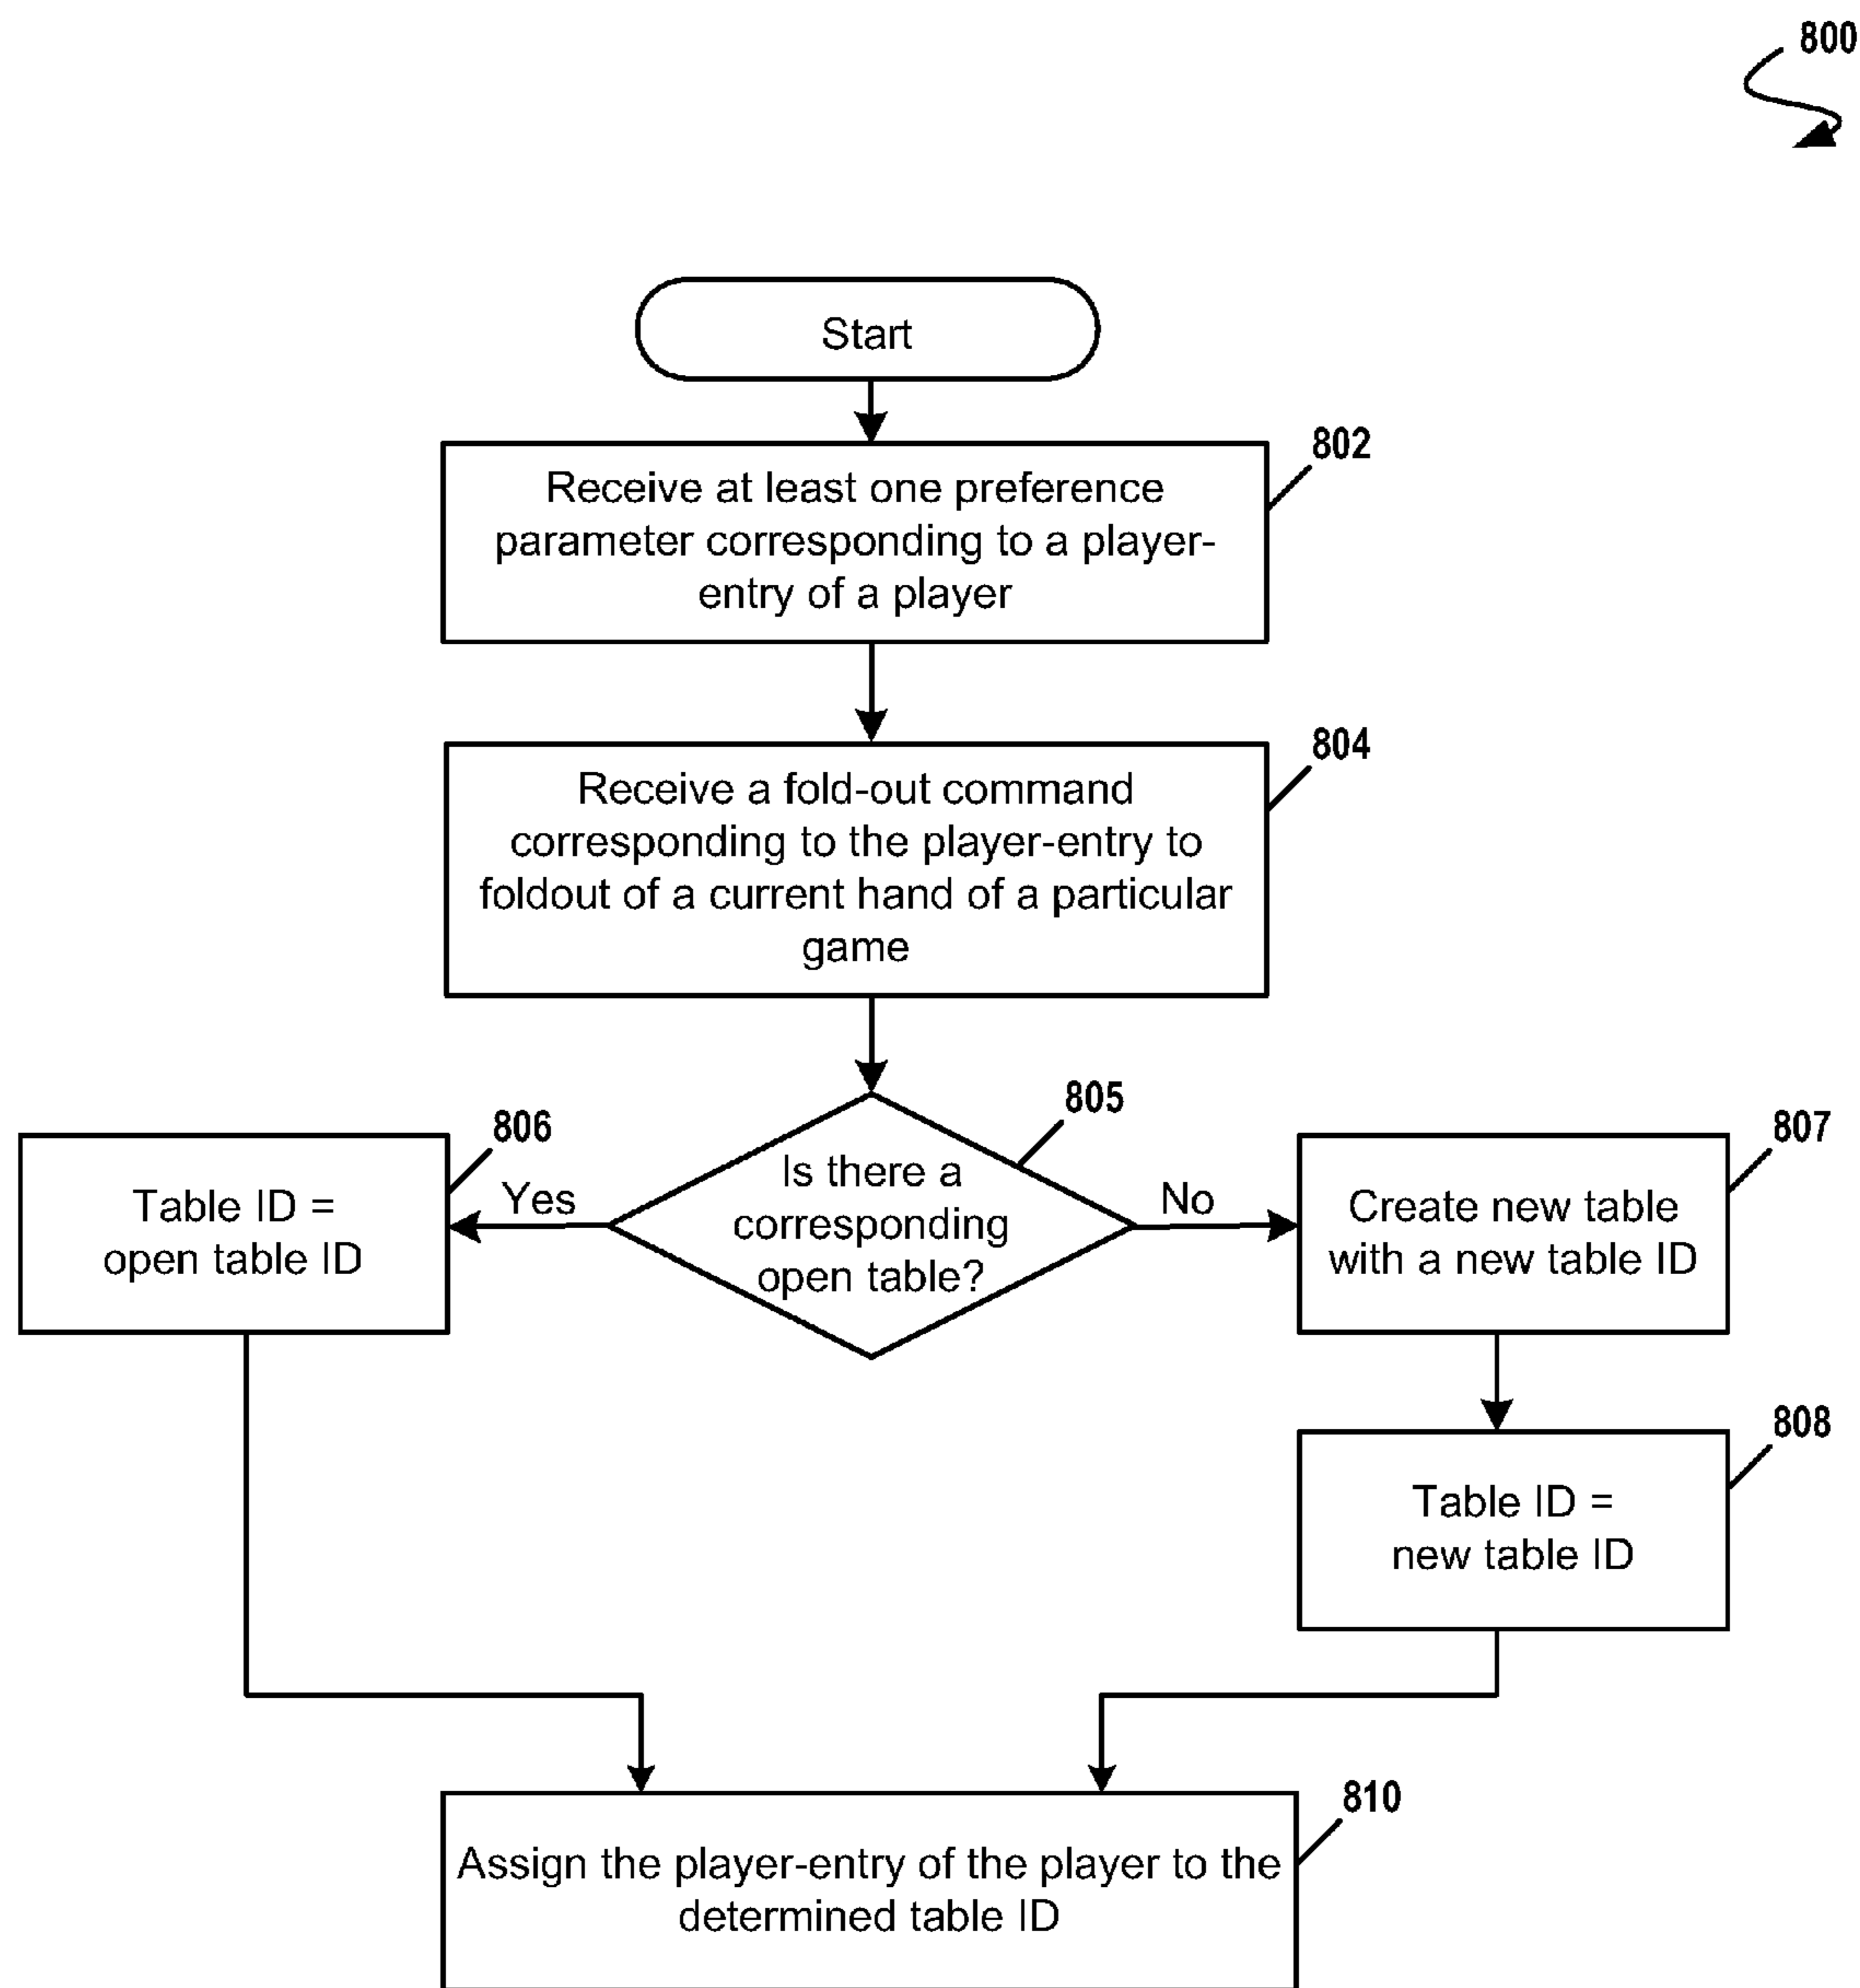 800
Start
802
Receive at least one preference
parameter corresponding to a player-
entry of a player
804
Receive a fold-out command
corresponding to the player-entry to
foldout of a current hand of a particular
game
805
Is there a
corresponding
open table?
Yes
No
806
Table ID =
open table ID
807
Create new table
with a new table ID
808
Table ID =
new table ID
810
Assign the player-entry of the player to the
determined table ID